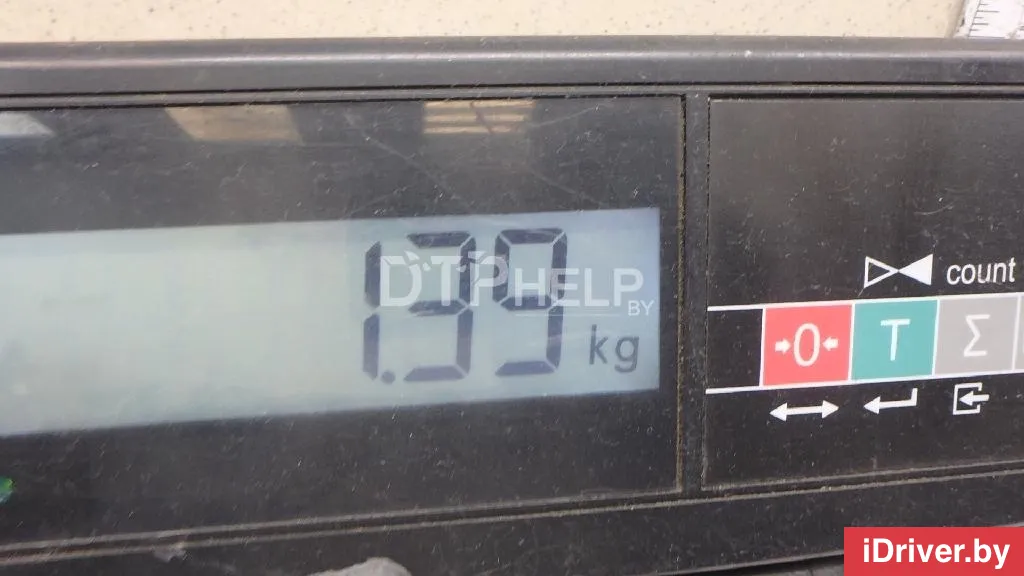 1.39 kg
DTPHELP
BY
count
0 T Σ
iDriver.by